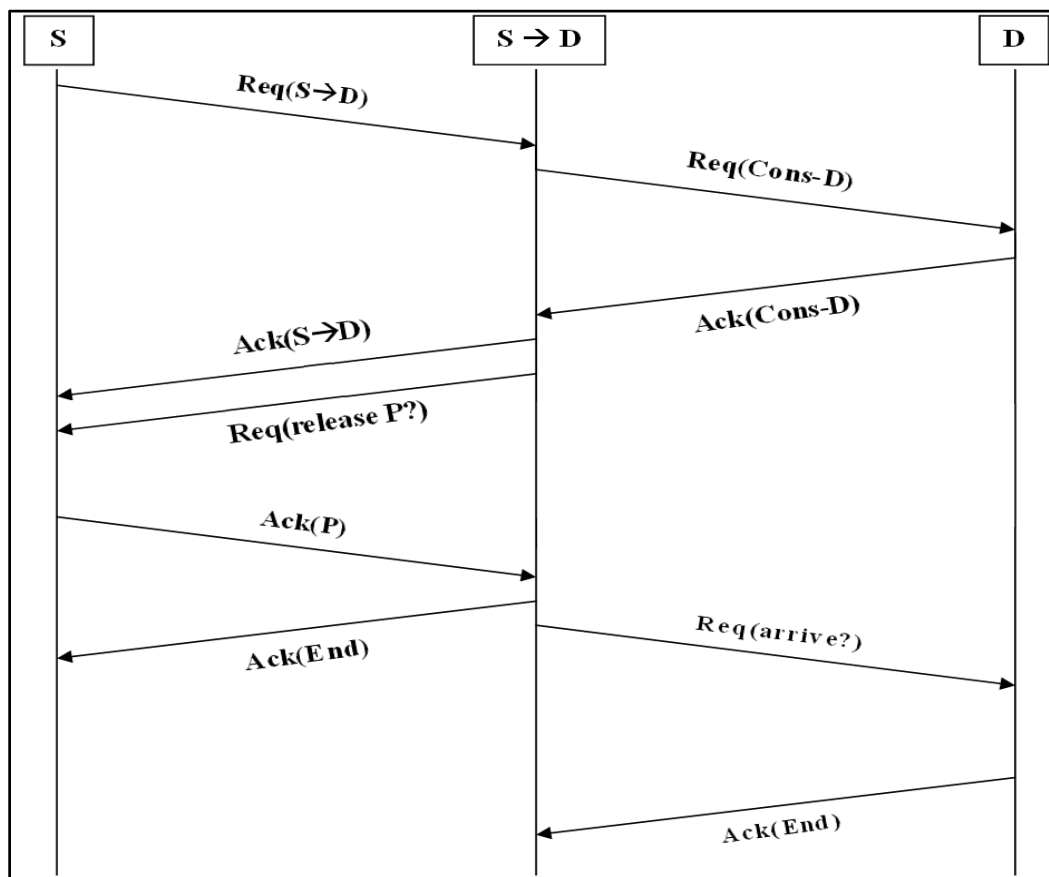 S
S → D
D
Req(S→D)
Req(Cons-D)
Ack(Cons-D)
Ack(S→D)
Req(release P?)
Ack(P)
Req(arrive?)
Ack(End)
Ack(End)